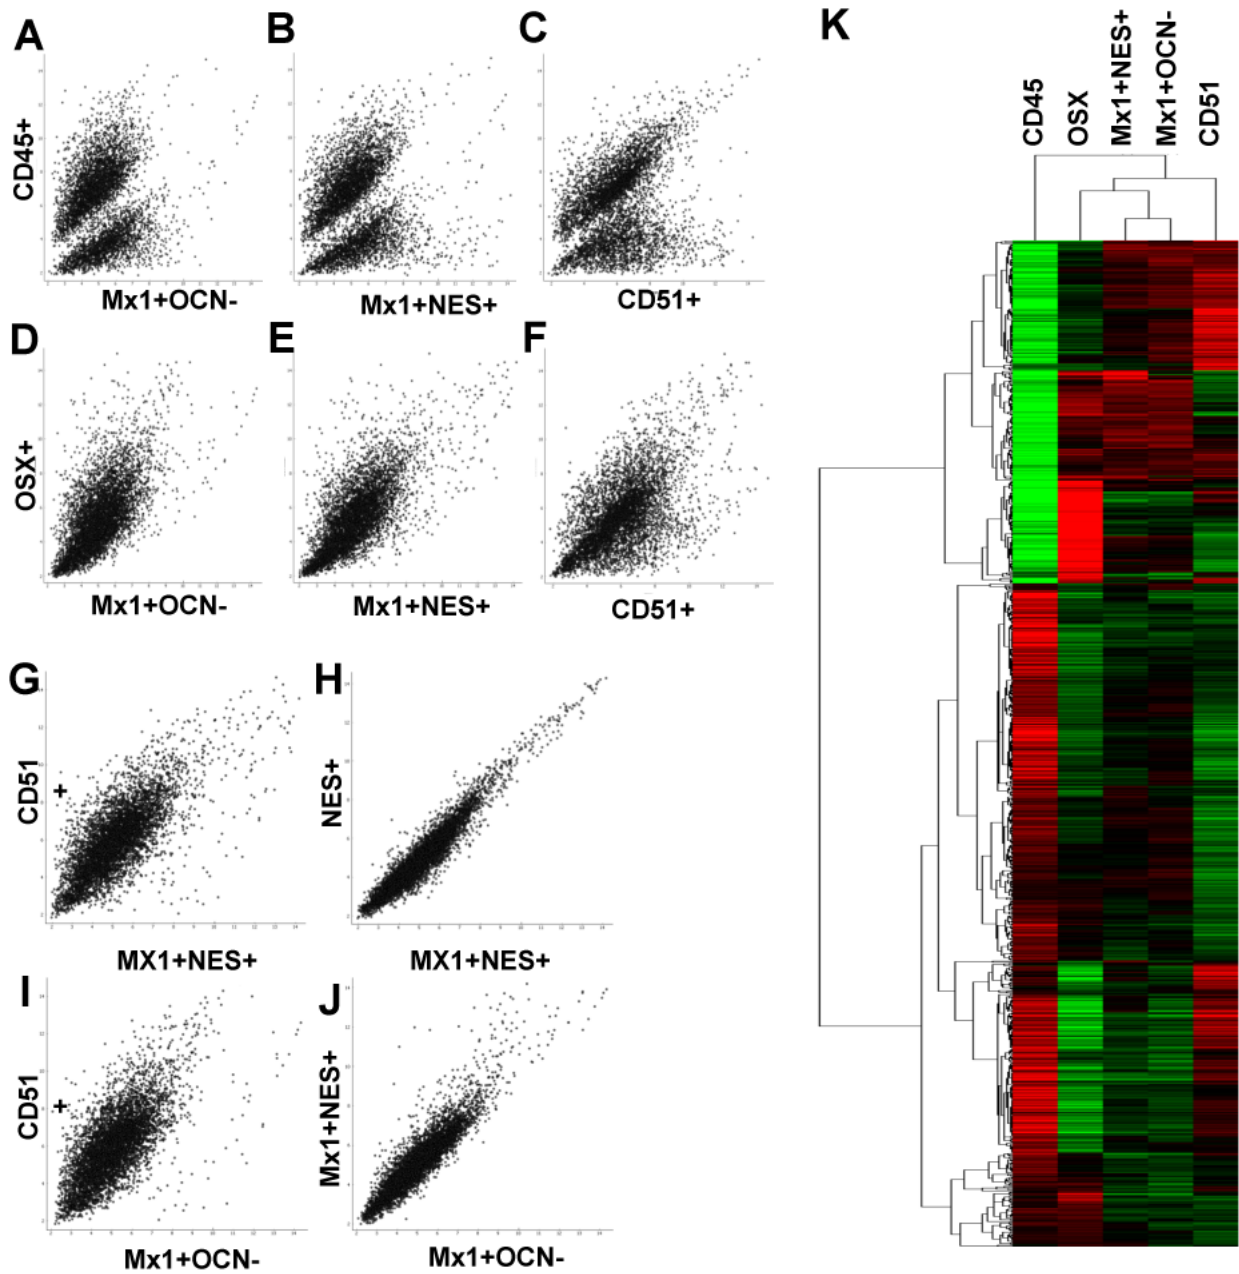 A
B
C
K
CD45+
Mx1+OCN-
Mx1+NES+
CD51+
CD45
OSX
Mx1+NES+
Mx1+OCN-
CD51
D
E
F
OSX+
Mx1+OCN-
Mx1+NES+
CD51+
G
H
CD51
+
NES+
MX1+NES+
MX1+NES+
I
J
CD51
+
Mx1+NES+
Mx1+OCN-
Mx1+OCN-